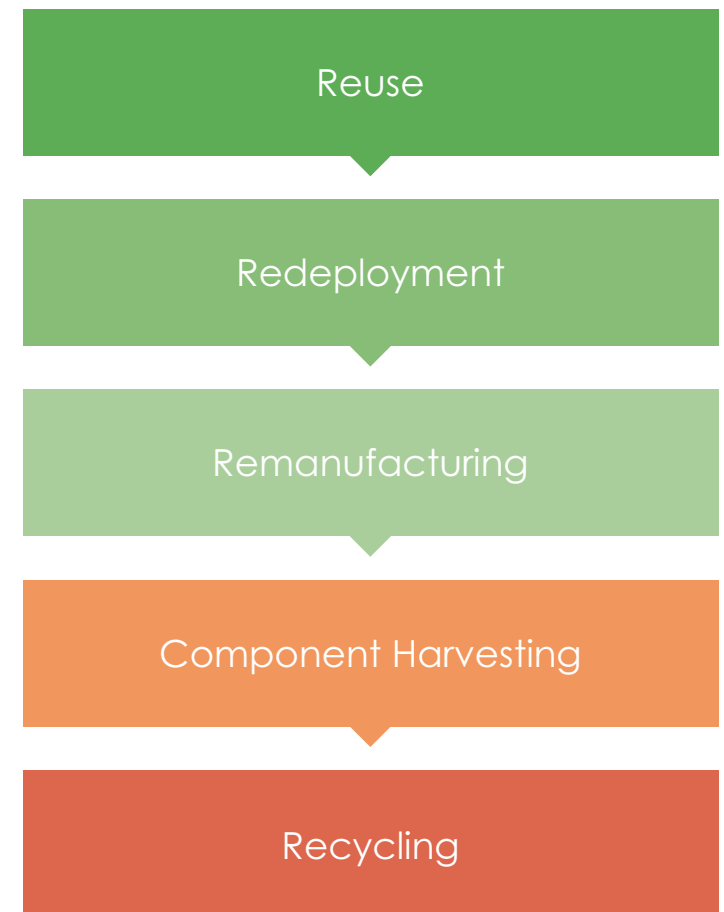 Reuse
Redeployment
Remanufacturing
Component Harvesting
Recycling